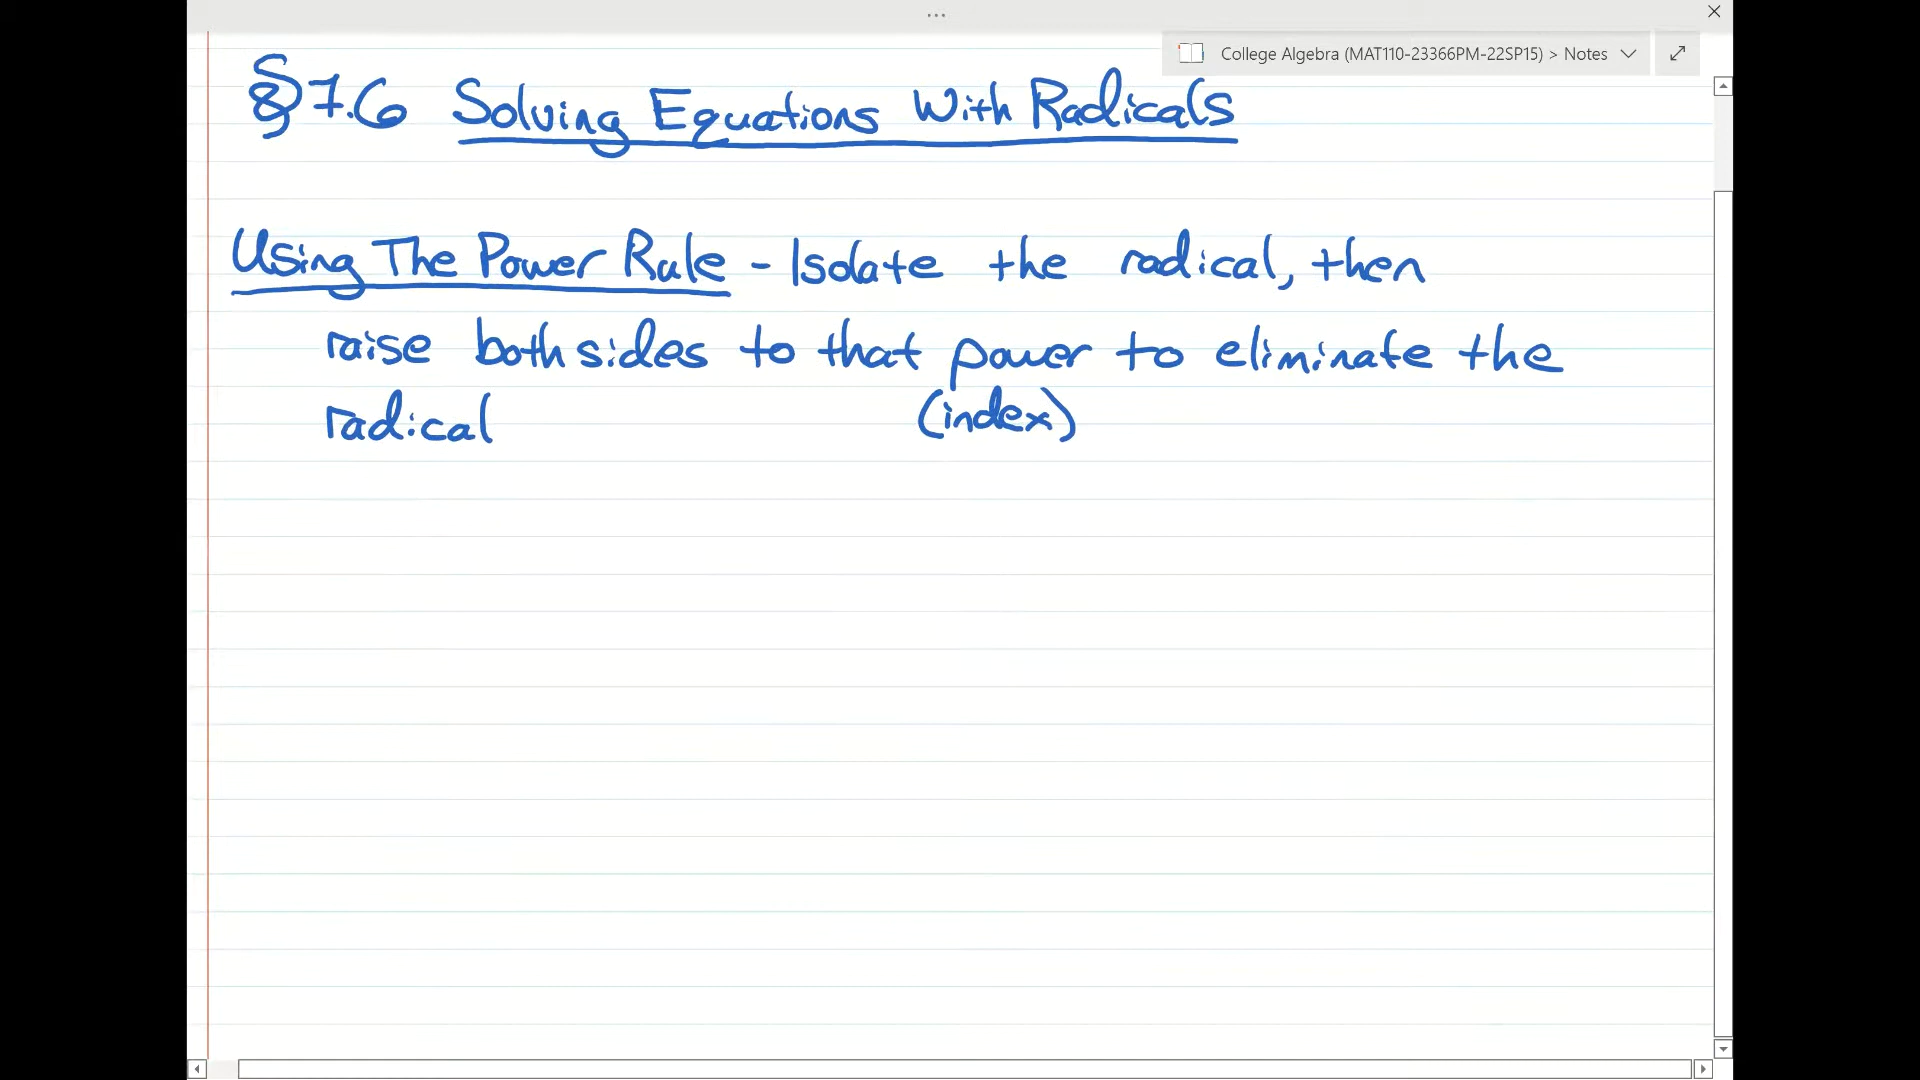 ...
College Algebra (MAT110-23366PM-22SP15) > Notes
§ 7.6 Solving Equations With Radicals
Using The Power Rule - Isolate the radical, then
raise both sides to that power to eliminate the
radical (index)